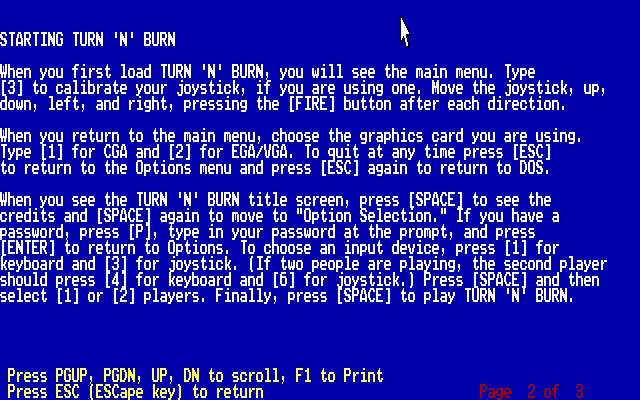 STARTING TURN 'N' BURN
When you first load TURN 'N' BURN, you will see the main menu. Type
[3] to calibrate your joystick, if you are using one. Move the joystick, up,
down, left, and right, pressing the [FIRE] button after each direction.
When you return to the main menu, choose the graphics card you are using.
Type [1] for CGA and [2] for EGA/VGA. To quit at any time press [ESC]
to return to the Options menu and press [ESC] again to return to DOS.
When you see the TURN 'N' BURN title screen, press [SPACE] to see the
credits and [SPACE] again to move to "Option Selection." If you have a
password, press [P], type in your password at the prompt, and press
[ENTER] to return to Options. To choose an input device, press [1] for
keyboard and [3] for joystick. (If two people are playing, the second player
should press [4] for keyboard and [6] for joystick.) Press [SPACE] and then
select [1] or [2] players. Finally, press [SPACE] to play TURN 'N' BURN.
Press PGUP, PGDN, UP, DN to scroll, F1 to Print
Press ESC (ESCape key) to return
Page 2 of 3